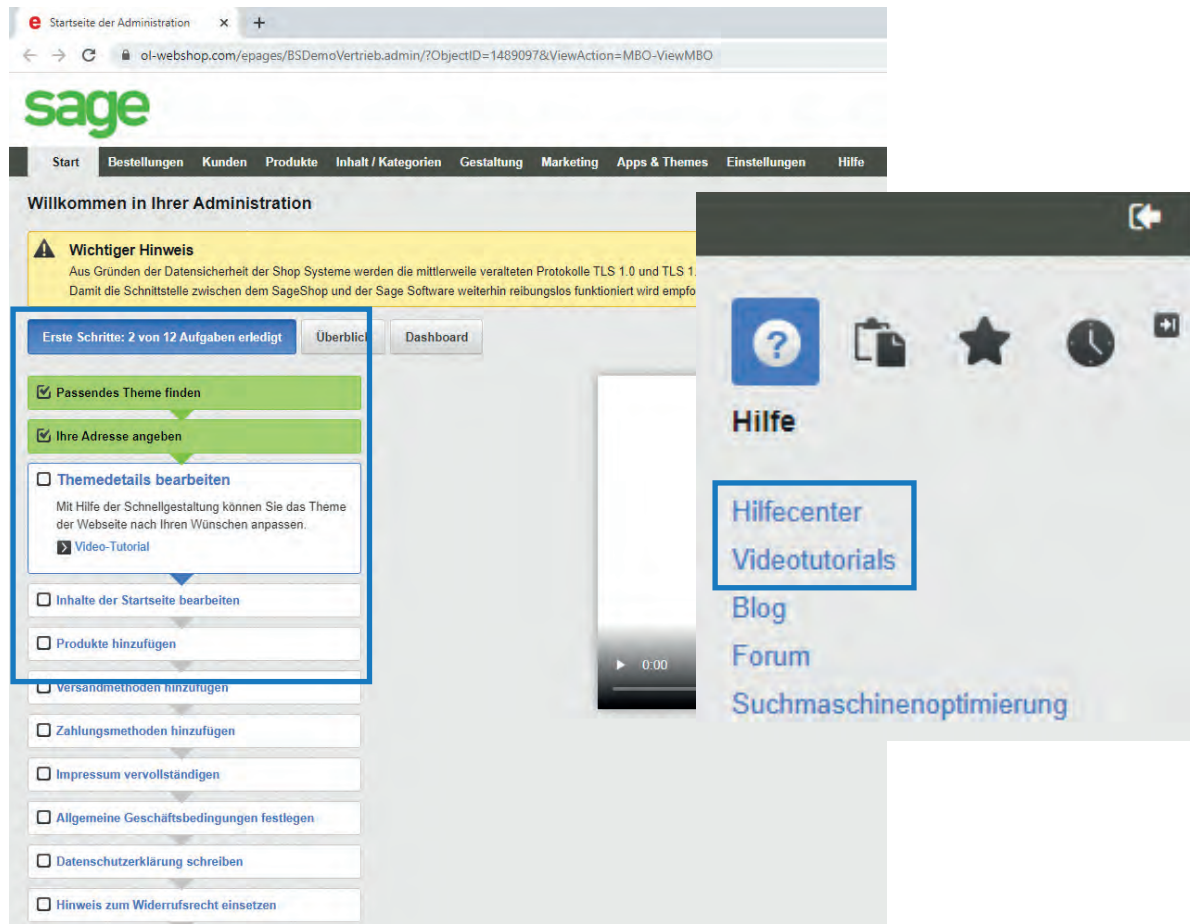 Startseite der Administration
ol-webshop.com/epages/BSDemoVertrieb.admin/?ObjectID=1489097&ViewAction=MBO-ViewMBO
sage
Start Bestellungen Kunden Produkte Inhalt / Kategorien Gestaltung Marketing Apps & Themes Einstellungen Hilfe
Willkommen in Ihrer Administration
Wichtiger Hinweis
Aus Gründen der Datensicherheit der Shop Systeme werden die mittlerweile veralteten Protokolle TLS 1.0 und TLS 1.
Damit die Schnittstelle zwischen dem SageShop und der Sage Software weiterhin reibungslos funktioniert wird empfo
Erste Schritte: 2 von 12 Aufgaben erledigt Überblick Dashboard
Passendes Theme finden
Ihre Adresse angeben
Themedetails bearbeiten
Mit Hilfe der Schnellgestaltung können Sie das Theme
der Webseite nach Ihren Wünschen anpassen.
Video-Tutorial
Inhalte der Startseite bearbeiten
Produkte hinzufügen
Versandmethoden hinzufügen
Zahlungsmethoden hinzufügen
Impressum vervollständigen
Allgemeine Geschäftsbedingungen festlegen
Datenschutzerklärung schreiben
Hinweis zum Widerrufsrecht einsetzen
0:00
Hilfe
Hilfecenter
Videotutorials
Blog
Forum
Suchmaschinenoptimierung